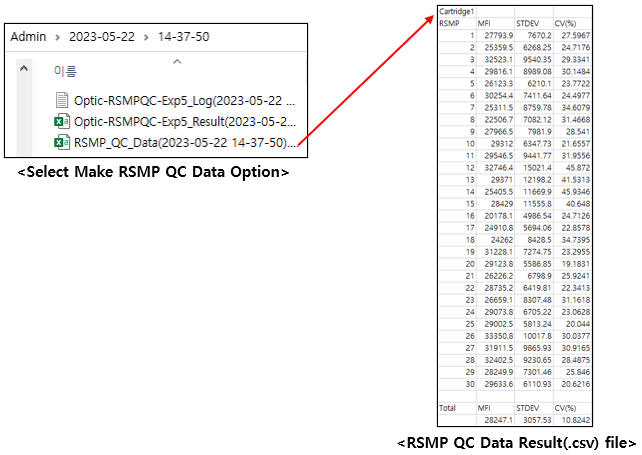 Admin > 2023-05-22 > 14-37-50
이름
Optic-RSMPQC-Exp5_Log(2023-05-22 ...
Optic-RSMPQC-Exp5_Result(2023-05-2...
RSMP_QC_Data(2023-05-22 14-37-50)....
<Select Make RSMP QC Data Option>
Cartridge1
RSMP MFI STDEV CV(%)
1 27793.9 7670.2 27.5967
2 25359.5 6268.25 24.7176
3 32523.1 9540.35 29.3341
4 29816.1 8989.08 30.1484
5 26123.3 6210.1 23.7722
6 30254.4 7411.64 24.4977
7 25311.5 8759.78 34.6079
8 22506.7 7082.12 31.4668
9 27966.5 7981.9 28.541
10 29312 6347.73 21.6557
11 29546.5 9441.77 31.9556
12 32746.4 15021.4 45.872
13 29371 12198.2 41.5313
14 25405.5 11669.9 45.9346
15 28429 11555.8 40.648
16 20178.1 4986.54 24.7126
17 24910.8 5694.06 22.8578
18 24262 8428.5 34.7395
19 31228.1 7274.75 23.2955
20 29123.8 5586.85 19.1831
21 26226.2 6798.9 25.9241
22 28735.2 6419.81 22.3413
23 26659.1 8307.48 31.1618
24 29073.8 6705.22 23.0628
25 29002.5 5813.24 20.044
26 33350.8 10017.8 30.0377
27 31911.5 9865.93 30.9165
28 32402.5 9230.65 28.4875
29 28249.9 7301.46 25.846
30 29633.6 6110.93 20.6216
Total MFI STDEV CV(%)
28247.1 3057.53 10.8242
<RSMP QC Data Result(.csv) file>